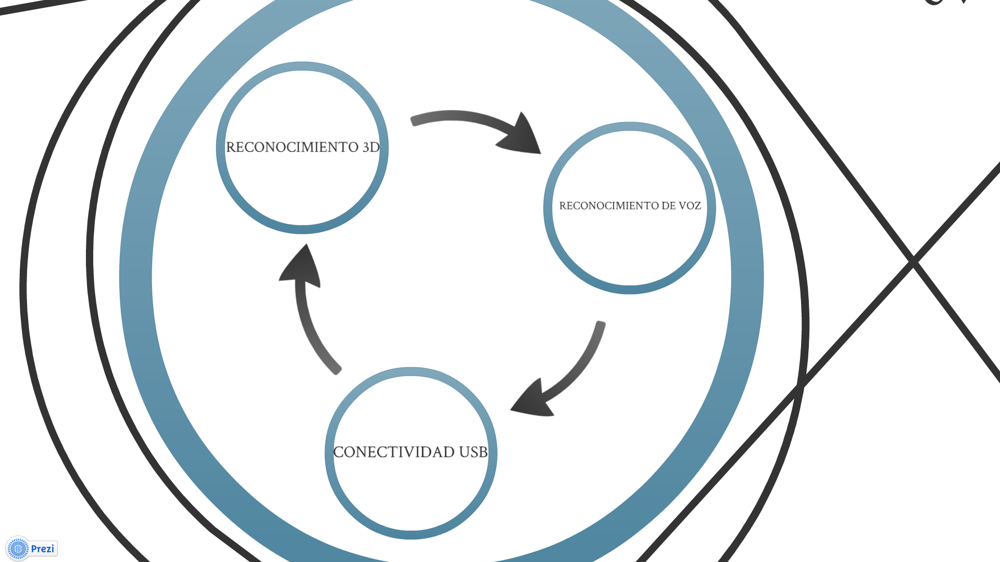 RECONOCIMIENTO 3D
RECONOCIMIENTO DE VOZ
CONECTIVIDAD USB
Prezi